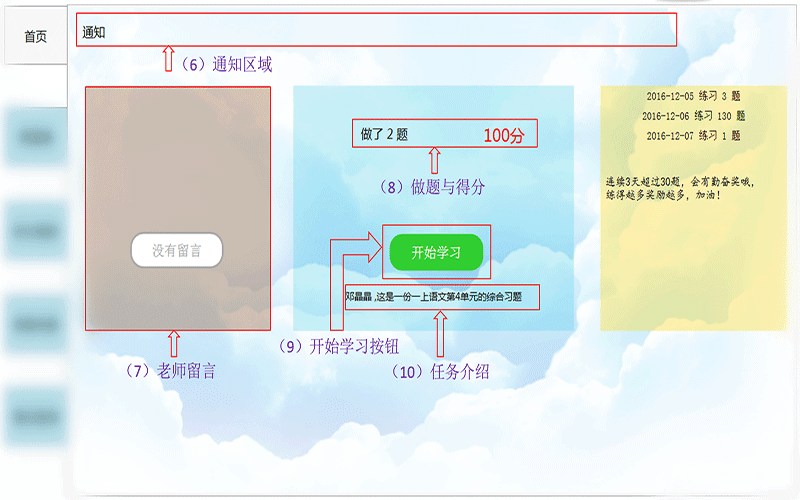 首页
通知
（6）通知区域
做了 2 题
100分
（8）做题与得分
没有留言
开始学习
邓晶晶 ,这是一份一上语文第4单元的综合习题
（9）开始学习按钮
（7）老师留言
（10）任务介绍
2016-12-05 练习 3 题
2016-12-06 练习 130 题
2016-12-07 练习 1 题
连续3天超过30题，会有勤奋奖哦，
练得越多奖励越多，加油！